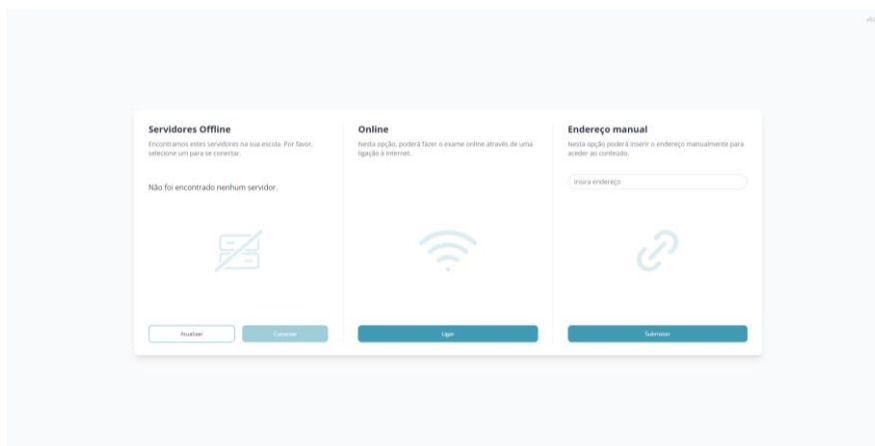 Servidores Offline
Encontramos estes servidores na sua escola. Por favor,
selecione um para se conectar.
Não foi encontrado nenhum servidor.
Atualizar
Conectar
Online
Nesta opção, poderá fazer o exame online através de uma
ligação à internet.
Ligar
Endereço manual
Nesta opção poderá inserir o endereço manualmente para
aceder ao conteúdo.
Insira endereço
Submeter